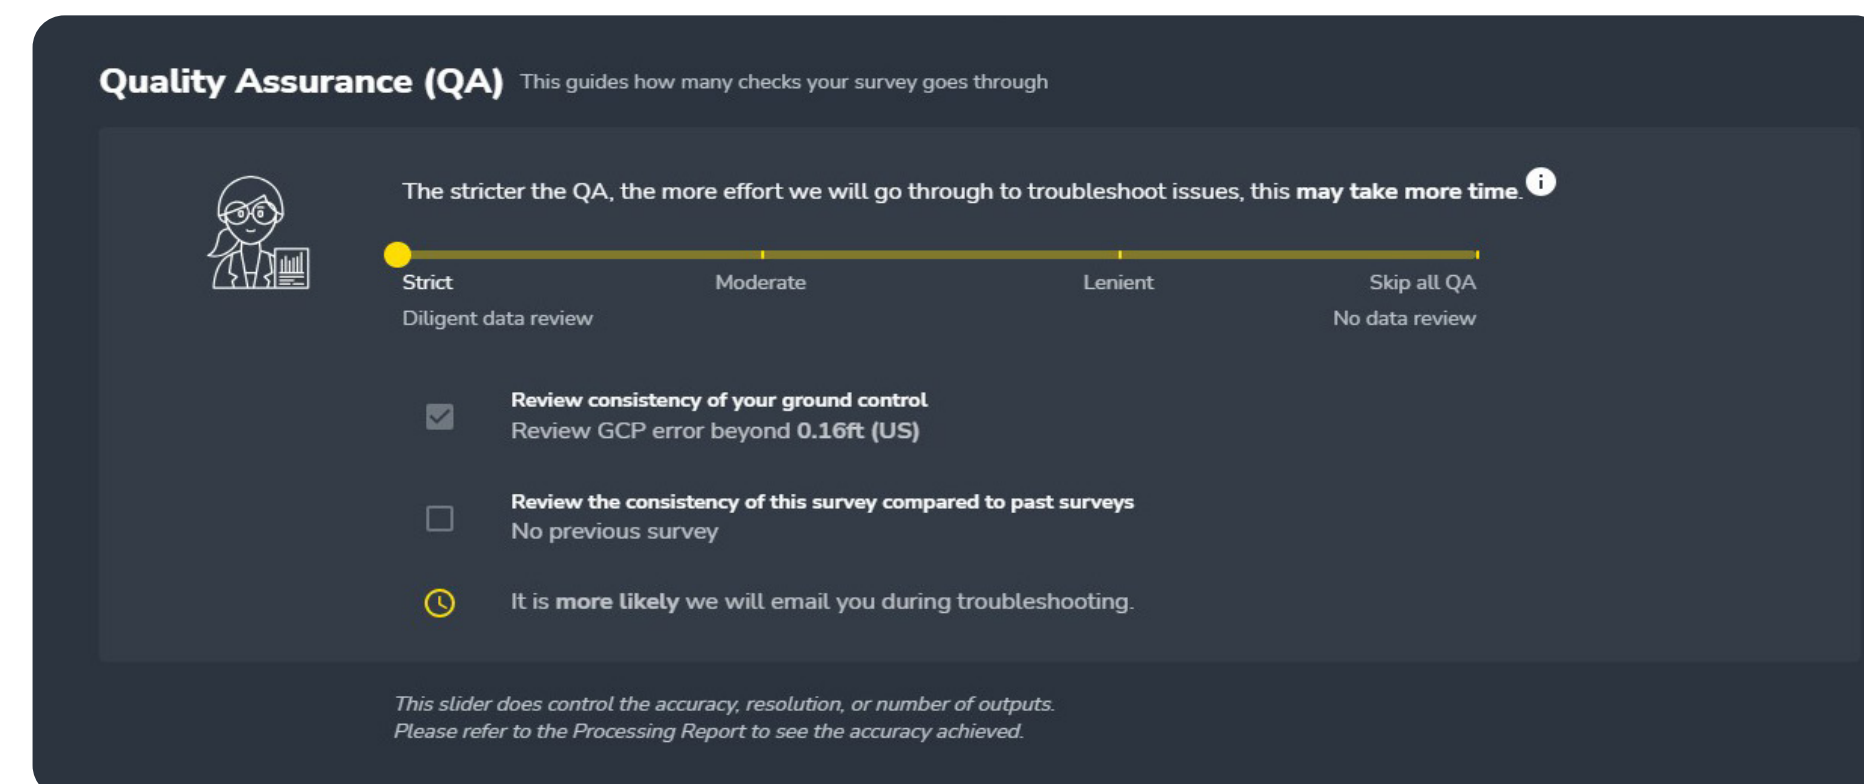 Quality Assurance (QA) This guides how many checks your survey goes through
The stricter the QA, the more effort we will go through to troubleshoot issues, this may take more time.
Strict Moderate Lenient Skip all QA
Diligent data review No data review
Review consistency of your ground control
Review GCP error beyond 0.16ft (US)
Review the consistency of this survey compared to past surveys
No previous survey
It is more likely we will email you during troubleshooting.
This slider does control the accuracy, resolution, or number of outputs.
Please refer to the Processing Report to see the accuracy achieved.